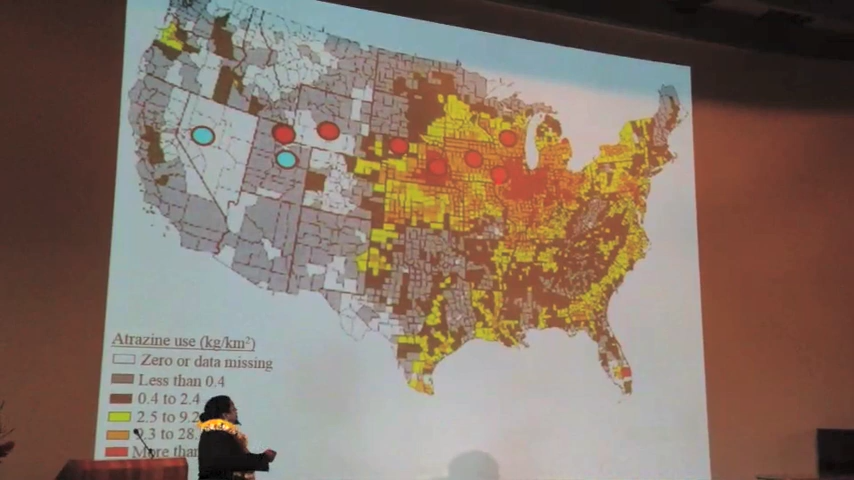 Atrazine use (kg/km²)
Zero or data missing
Less than 0.4
0.4 to 2.4
2.5 to 9.2
9.3 to 28.
More than